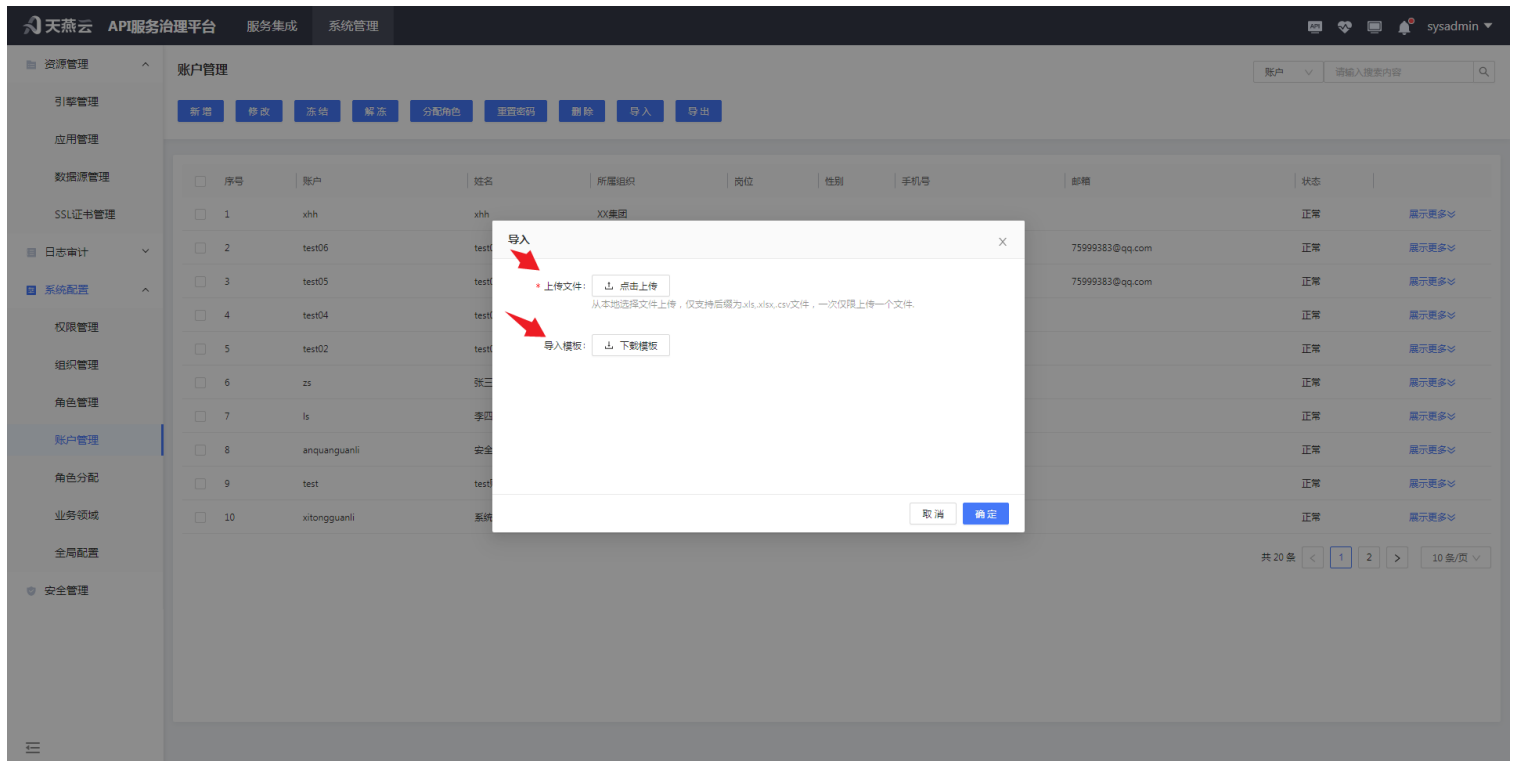 天燕云 API服务治理平台 服务集成 系统管理 sysadmin
资源管理
引擎管理
应用管理
数据源管理
SSL证书管理
日志审计
系统配置
权限管理
组织管理
角色管理
账户管理
角色分配
业务领域
全局配置
安全管理
账户管理
账户 请输入搜索内容
新增 修改 冻结 解冻 分配角色 重置密码 删除 导入 导出
序号 账户 姓名 所属组织 岗位 性别 手机号 邮箱 状态
1 xhh xhh XX集团 正常 展示更多
2 test06 75999383@qq.com 正常 展示更多
3 test05 75999383@qq.com 正常 展示更多
4 test04 正常 展示更多
5 test02 正常 展示更多
6 zs 张三 正常 展示更多
7 ls 李四 正常 展示更多
8 anquanguanli 安全 正常 展示更多
9 test 正常 展示更多
10 xitongguanli 系统 正常 展示更多
共 20 条 < 1 2 > 10 条/页
导入
* 上传文件: 点击上传
从本地选择文件上传，仅支持后缀为.xls,.xlsx,.csv文件，一次仅限上传一个文件.
导入模板: 下载模板
取消 确定